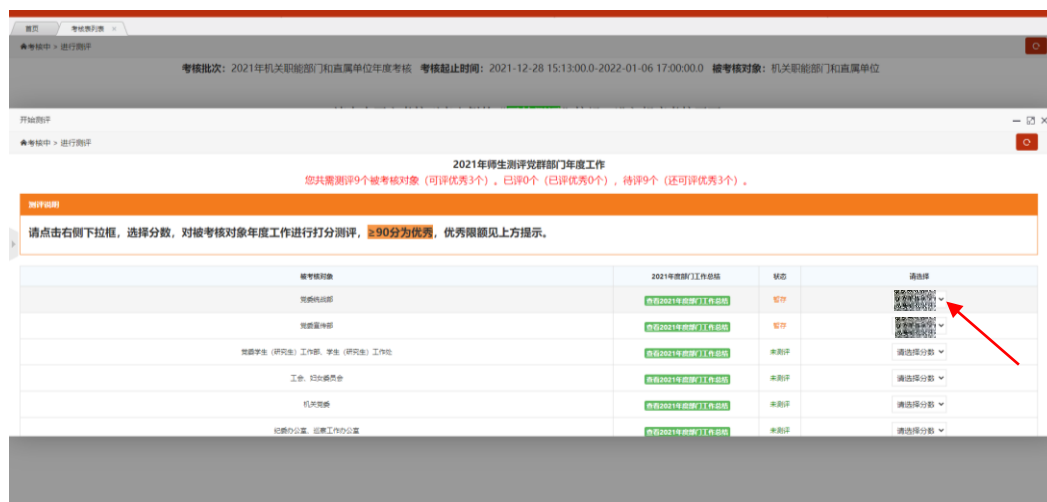 首页 考核表列表 ×
考核中 > 进行测评
考核批次：2021年机关职能部门和直属单位年度考核 考核起止时间：2021-12-28 15:13:00.0-2022-01-06 17:00:00.0 被考核对象：机关职能部门和直属单位
开始测评
考核中 > 进行测评
2021年师生测评党群部门年度工作
您共需测评9个被考核对象（可评优秀3个）。已评0个（已评优秀0个），待评9个（还可评优秀3个）。
测评说明
请点击右侧下拉框，选择分数，对被考核对象年度工作进行打分测评，≥90分为优秀，优秀限额见上方提示。
被考核对象 2021年度部门工作总结 状态 请选择
党委统战部 查看2021年度部门工作总结 暂存
党委宣传部 查看2021年度部门工作总结 暂存
党委学生（研究生）工作部、学生（研究生）工作处 查看2021年度部门工作总结 未测评 请选择分数
工会、妇女委员会 查看2021年度部门工作总结 未测评 请选择分数
机关党委 查看2021年度部门工作总结 未测评 请选择分数
纪委办公室、巡察工作办公室 查看2021年度部门工作总结 未测评 请选择分数